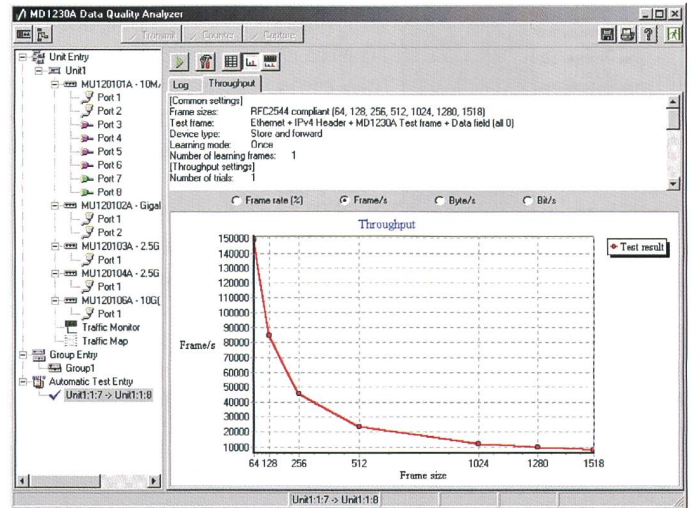 MD1230A Data Quality Analyzer
Transmit Counter Capture
Unit Entry
Unit1
MU120101A - 10M/
Port 1
Port 2
Port 3
Port 4
Port 5
Port 6
Port 7
Port 8
MU120102A - Gigal
Port 1
Port 2
MU120103A - 2.5G
Port 1
MU120104A - 2.5G
Port 1
MU120106A - 10G(
Port 1
Traffic Monitor
Traffic Map
Group Entry
Group1
Automatic Test Entry
Unit1:1:7 -> Unit1:1:8
Log Throughput
[Common settings]
Frame sizes: RFC2544 compliant (64, 128, 256, 512, 1024, 1280, 1518)
Test frame: Ethernet + IPv4 Header + MD1230A Test frame + Data field (all 0)
Device type: Store and forward
Learning mode: Once
Number of learning frames: 1
[Throughput settings]
Number of trials: 1
Frame rate (%) Frame/s Byte/s Bit/s
Throughput
150000
140000
130000
120000
110000
100000
90000
80000
70000
60000
50000
40000
30000
20000
10000
Frame/s
64 128 256 512 1024 1280 1518
Frame size
Test result
Unit1:1:7 -> Unit1:1:8